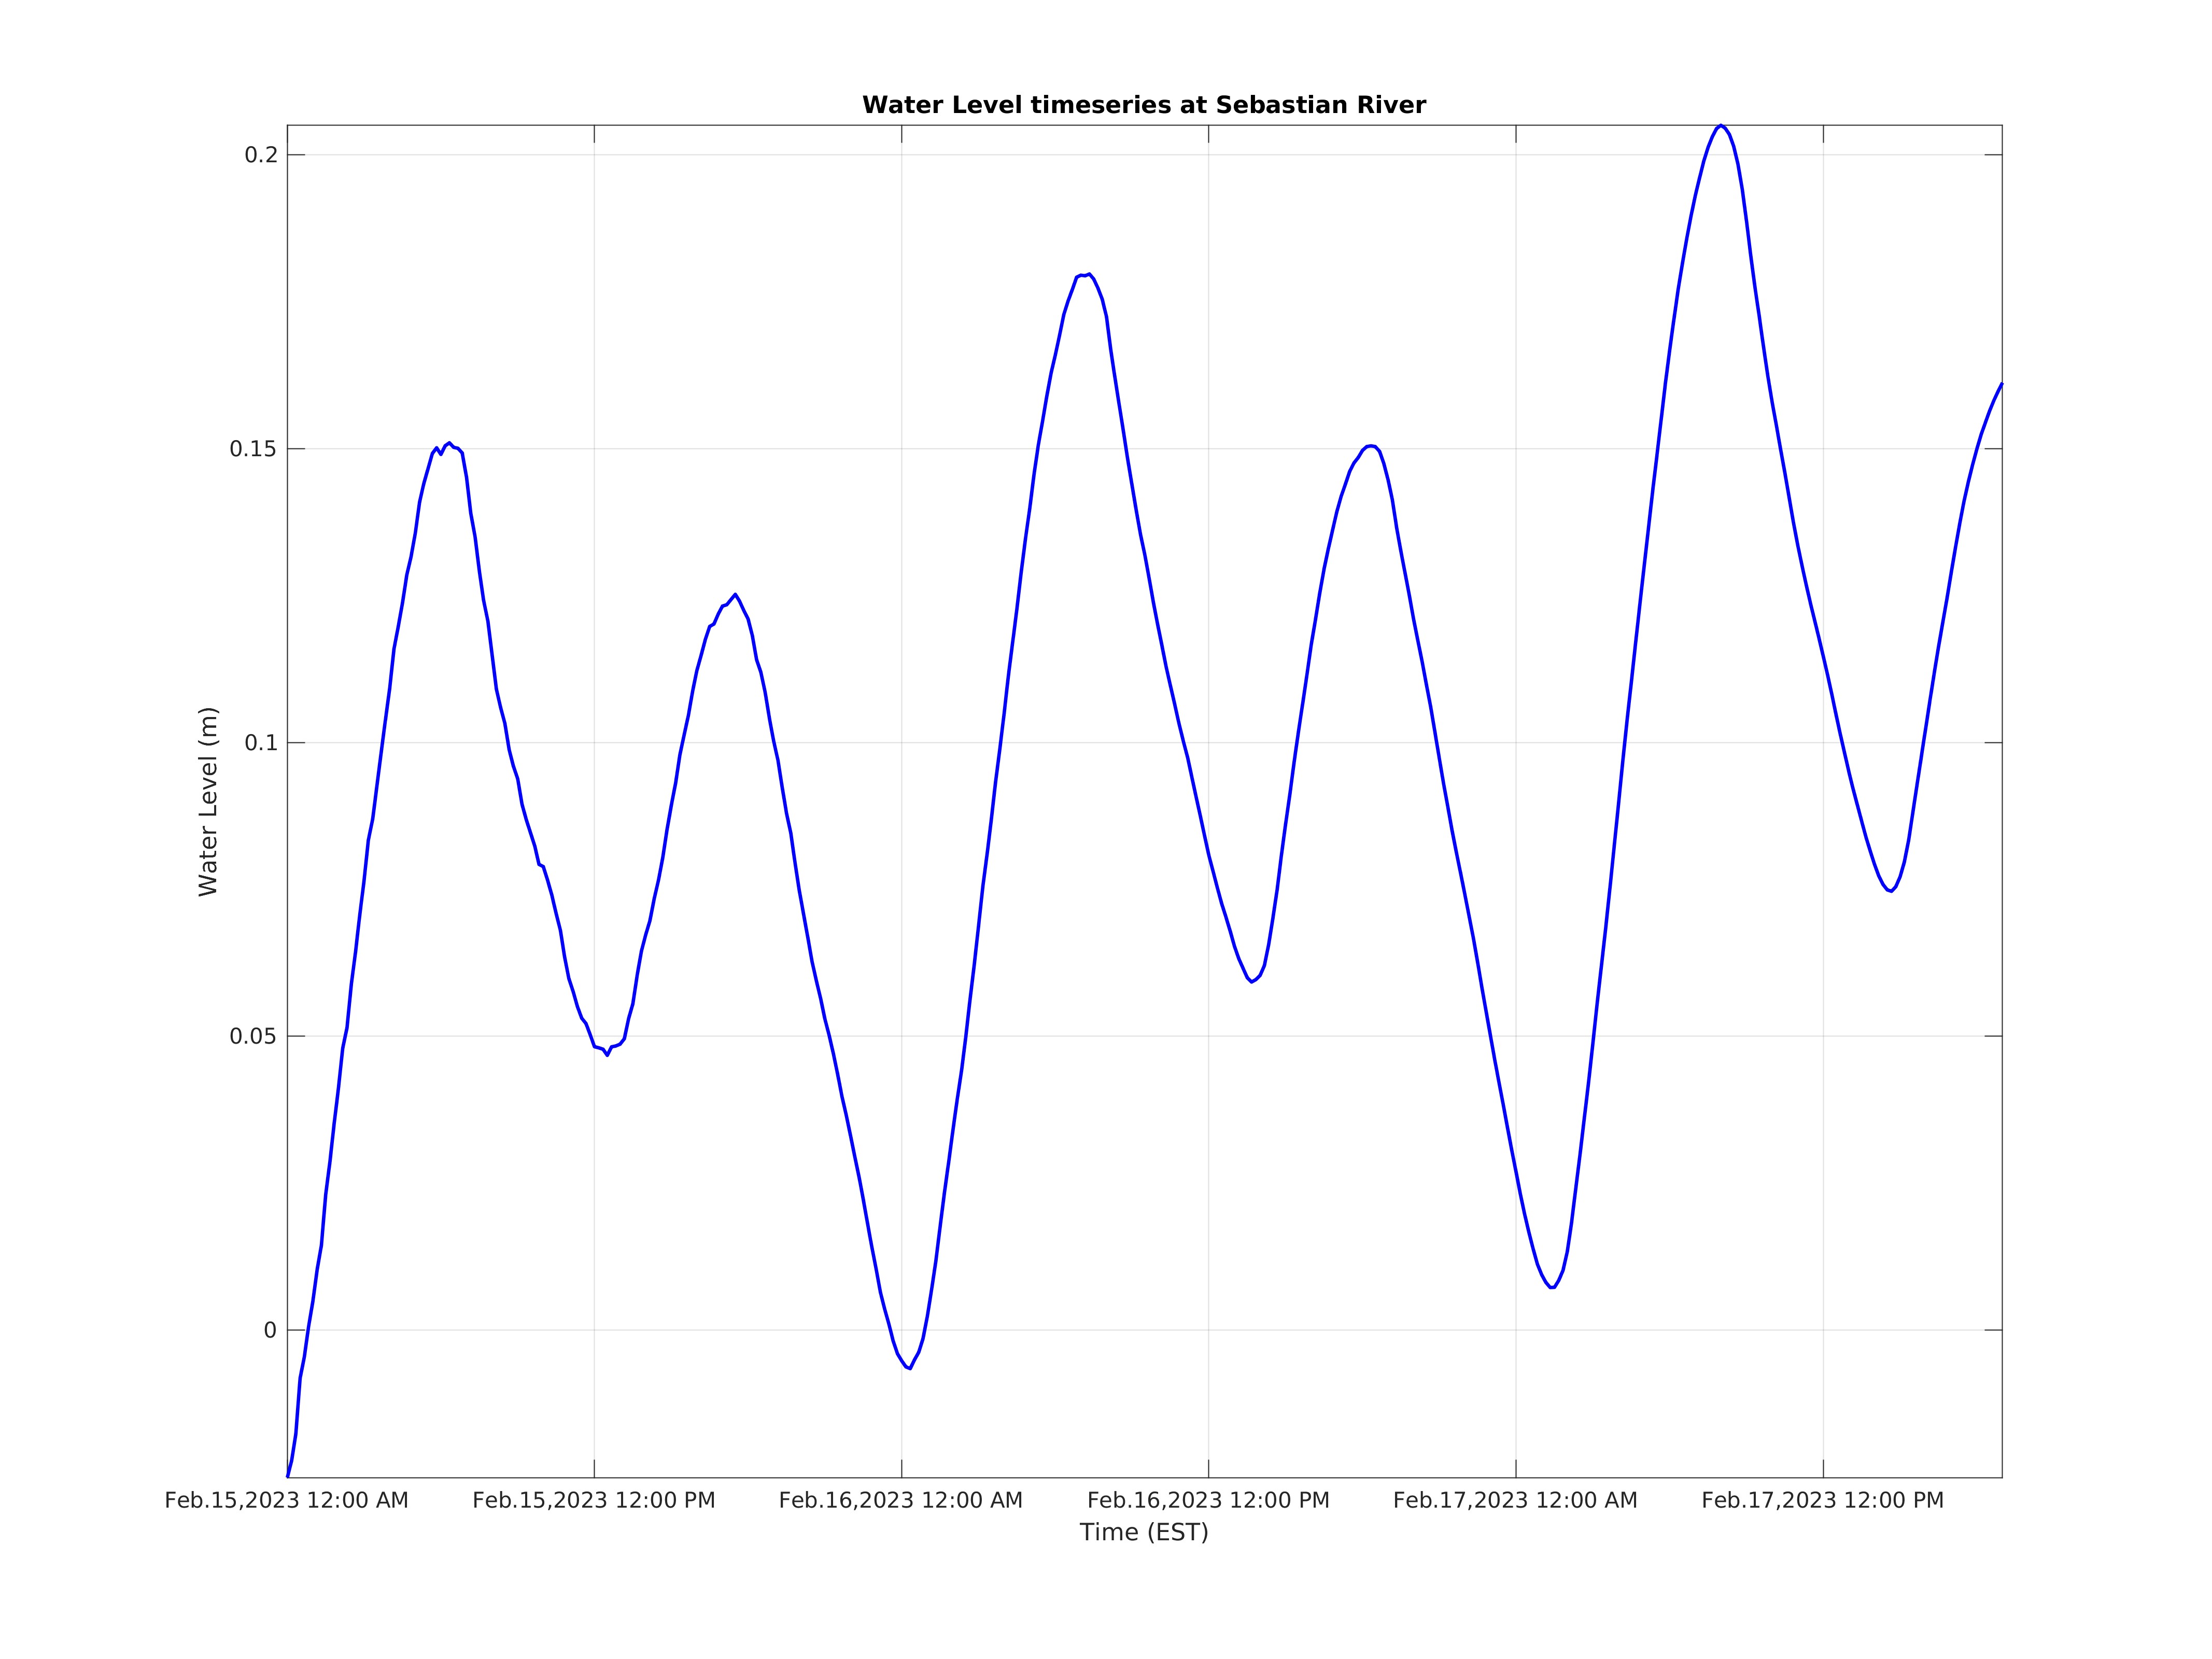 Water Level timeseries at Sebastian River
0.2
0.15
0.1
0.05
0
Water Level (m)
Feb.15,2023 12:00 AM
Feb.15,2023 12:00 PM
Feb.16,2023 12:00 AM
Feb.16,2023 12:00 PM
Feb.17,2023 12:00 AM
Feb.17,2023 12:00 PM
Time (EST)